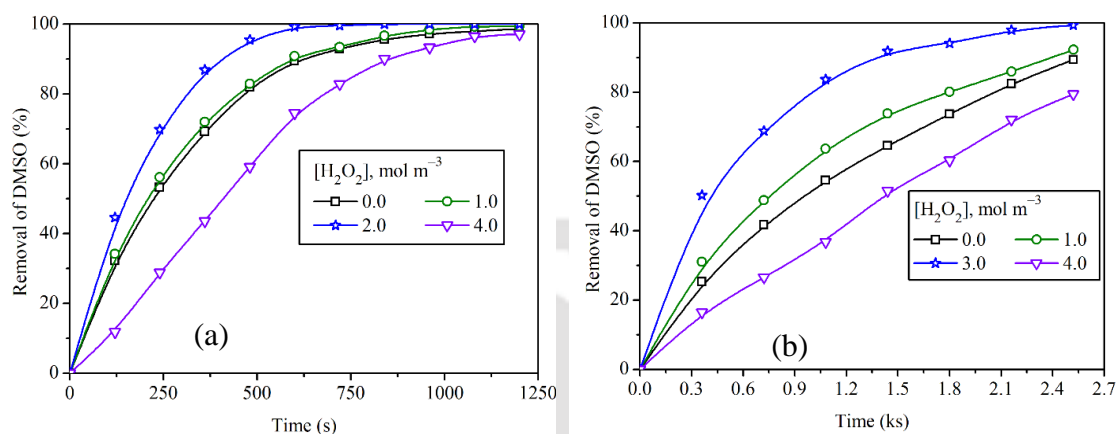 Removal of DMSO (%)
100
80
60
40
20
0
[H₂O₂], mol m⁻³
0.0 1.0
2.0 4.0
(a)
0 250 500 750 1000 1250
Time (s)
Removal of DMSO (%)
100
80
60
40
20
0
[H₂O₂], mol m⁻³
0.0 1.0
3.0 4.0
(b)
0.0 0.3 0.6 0.9 1.2 1.5 1.8 2.1 2.4 2.7
Time (ks)